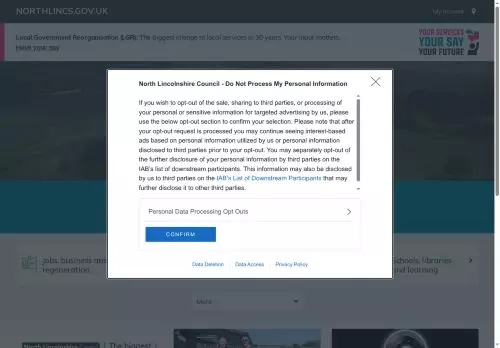 NORTHLINCS.GOV.UK
My Account
Local Government Reorganisation (LGR): The biggest change to local services in 30 years. Your input matters.
Have your say
YOUR SERVICES
YOUR SAY
YOUR FUTURE
North Lincolnshire Council - Do Not Process My Personal Information
If you wish to opt-out of the sale, sharing to third parties, or processing of
your personal or sensitive information for targeted advertising by us, please
use the below opt-out section to confirm your selection. Please note that after
your opt-out request is processed you may continue seeing interest-based
ads based on personal information utilized by us or personal information
disclosed to third parties prior to your opt-out. You may separately opt-out of
the further disclosure of your personal information by third parties on the
IAB's list of downstream participants. This information may also be disclosed
by us to third parties on the IAB's List of Downstream Participants that may
further disclose it to other third parties.
Personal Data Processing Opt Outs
CONFIRM
Data Deletion
Data Access
Privacy Policy
Jobs, business and
regeneration
Schools, libraries
and learning
More
North Lincolnshire
| The biggest